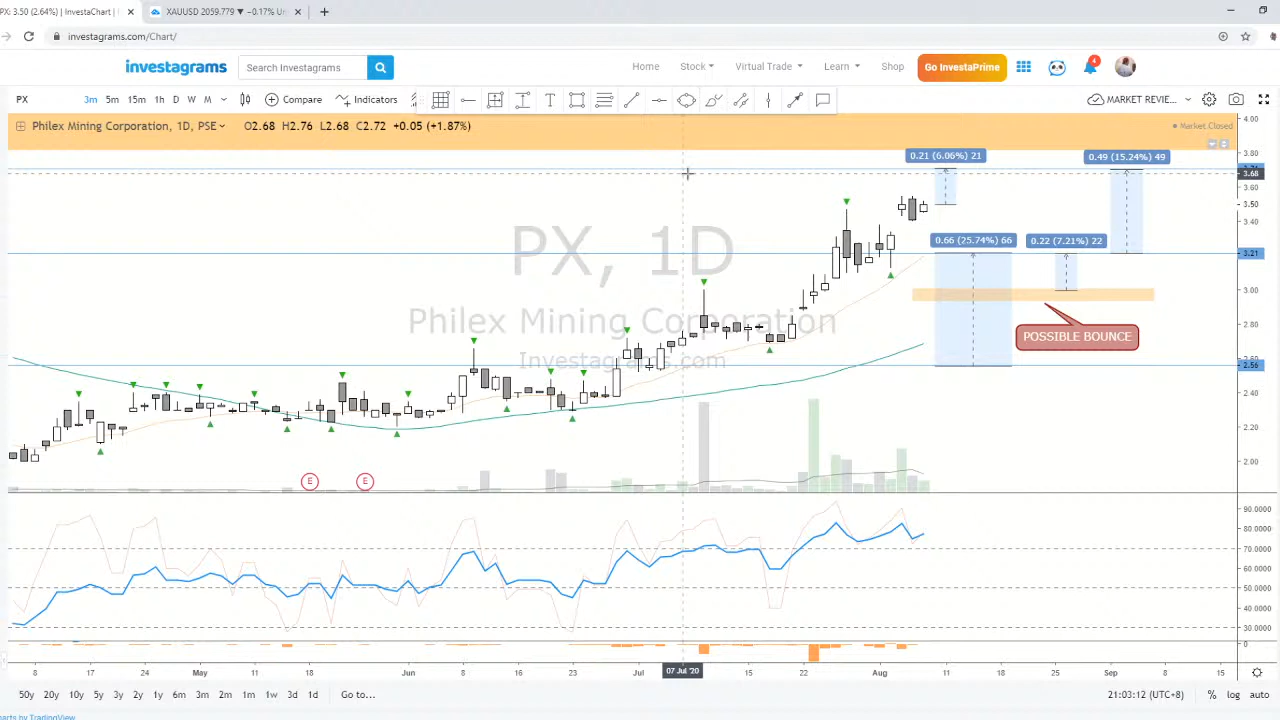 PX: 3.50 (2.64%) | InvestaChart |
XAUUSD 2059.779 ▼ −0.17% Un
investagrams.com/Chart/
investagrams
Search Investagrams
Home
Stock
Virtual Trade
Learn
Shop
Go InvestaPrime
4
PX
3m 5m 15m 1h D W M
Compare
Indicators
MARKET REVIE...
Philex Mining Corporation, 1D, PSE
O2.68 H2.76 L2.68 C2.72 +0.05 (+1.87%)
Market Closed
4.00
3.80
3.68
3.60
3.50
3.40
3.21
3.00
2.80
2.56
2.40
2.20
2.00
0.21 (6.06%) 21
0.49 (15.24%) 49
0.66 (25.74%) 66
0.22 (7.21%) 22
POSSIBLE BOUNCE
PX, 1D
Philex Mining Corporation
Investagrams.com
E
E
90.0000
80.0000
70.0000
60.0000
50.0000
40.0000
30.0000
0
8 17 May 11 18 Jun 16 23 Jul 07 Jul '20 15 22 Aug 11 18 25 Sep 8 15
50y 20y 10y 5y 3y 2y 1y 6m 3m 2m 1m 1w 3d 1d Go to...
21:03:12 (UTC+8)
% log auto
arts by TradingView